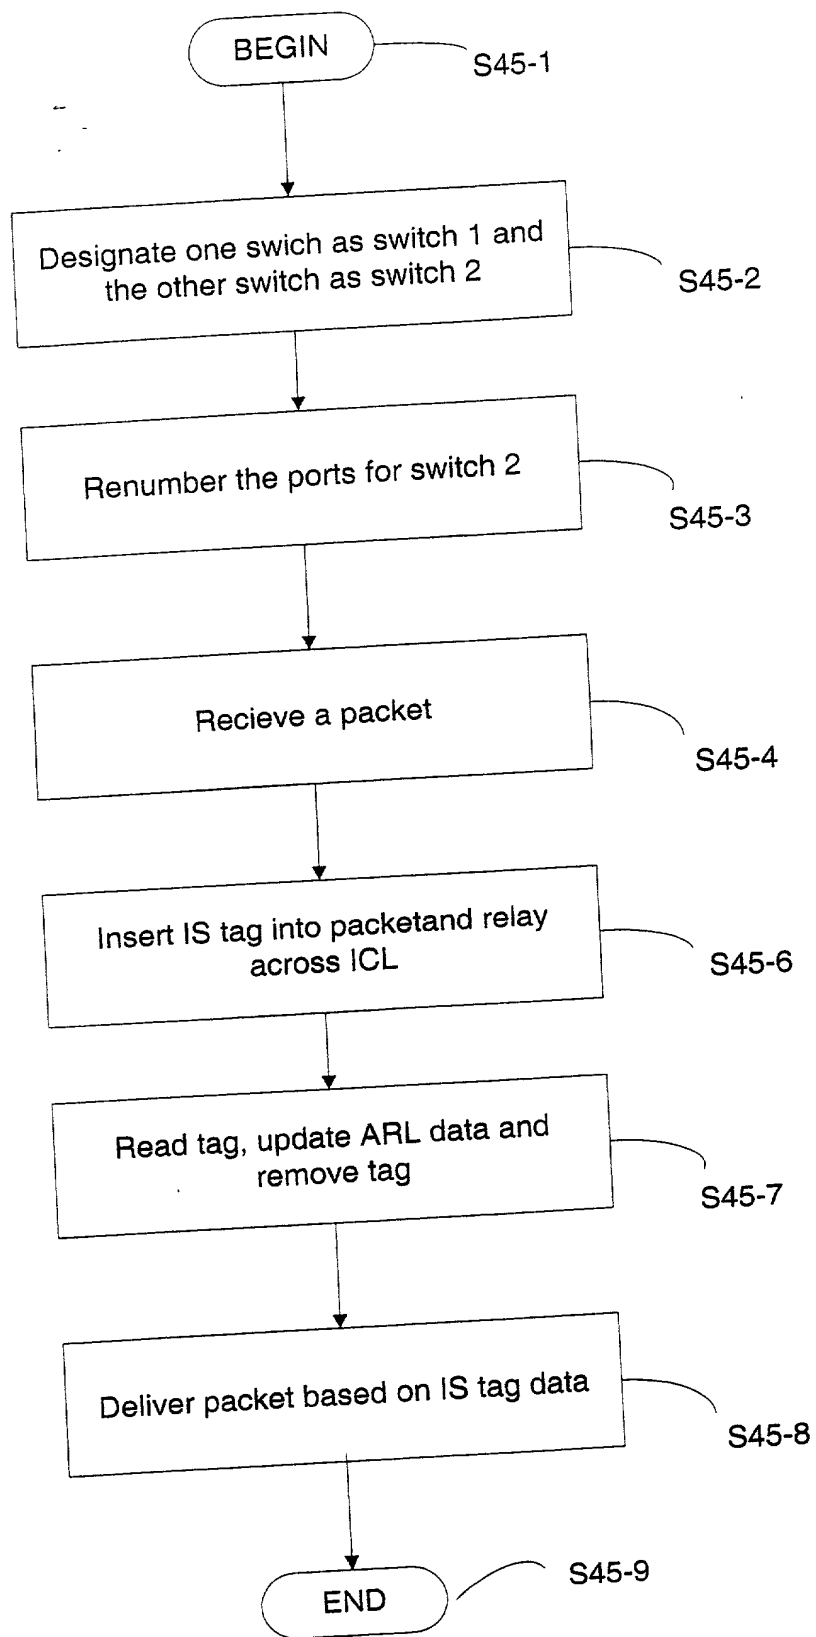 BEGIN
S45-1
Designate one swich as switch 1 and
the other switch as switch 2
S45-2
Renumber the ports for switch 2
S45-3
Recieve a packet
S45-4
Insert IS tag into packetand relay
across ICL
S45-6
Read tag, update ARL data and
remove tag
S45-7
Deliver packet based on IS tag data
S45-8
END
S45-9